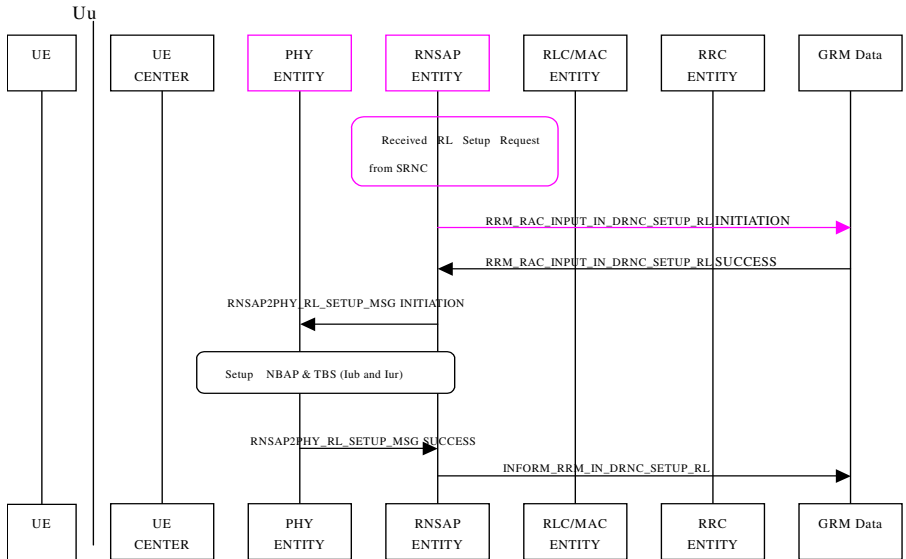 Uu
UE
UE
CENTER
PHY
ENTITY
RNSAP
ENTITY
RLC/MAC
ENTITY
RRC
ENTITY
GRM Data
Received RL Setup Request
from SRNC
RRM_RAC_INPUT_IN_DRNC_SETUP_RL INITIATION
RRM_RAC_INPUT_IN_DRNC_SETUP_RL SUCCESS
RNSAP2PHY_RL_SETUP_MSG INITIATION
Setup NBAP & TBS (Iub and Iur)
RNSAP2PHY_RL_SETUP_MSG SUCCESS
INFORM_RRM_IN_DRNC_SETUP_RL
UE
UE
CENTER
PHY
ENTITY
RNSAP
ENTITY
RLC/MAC
ENTITY
RRC
ENTITY
GRM Data